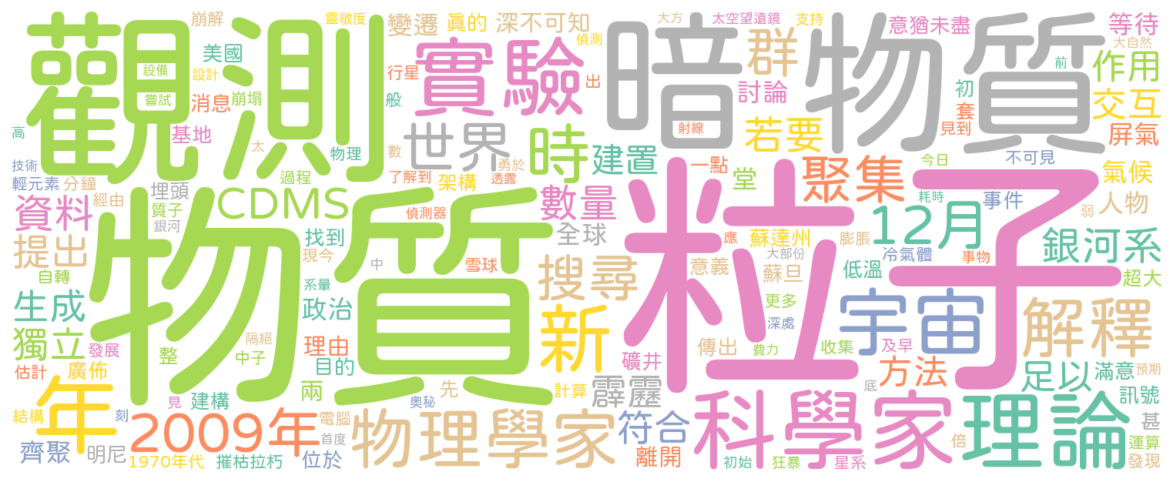 觀測
暗物質
物質
粒子
實驗
科學家
理論
物理學家
2009年
年
新
宇宙
解釋
CDMS
12月
聚集
搜尋
世界
時
群
銀河系
若要
作用
交互
數量
資料
提出
生成
獨立
方法
足以
符合
霹靂
建置
堂
全球
政治
理由
目的
兩
找到
架構
變遷
真的
深不可知
意猶未盡
等待
屏氣
氣候
人物
事件
初
套
討論
美國
消息
基地
行星
般
崩解
崩塌
設備
設計
嘗試
靈敏度
偵測
出
太空望遠鏡
大方
支持
大自然
前
見到
射線
一點
今日
不可見
耗時
弱
應
蘇達州
膨脹
冷氣體
事物
大部份
意義
蘇旦
低溫
超大
更多
深處
礦井
傳出
費力
收集
及早
滿意
預期
訊號
甚
運算
發現
倍
底
星系
狂暴
初始
離開
計算
先
奧秘
電腦
首度
位於
摧枯拉朽
1970年代
明尼
齊聚
刻
見
建構
結構
廣佈
估計
發展
整
中子
隔絕
系量
中
雪球
現今
偵測器
了解到
透露
勇於
數
過程
物理
太
高
技術
輕元素
分鐘
經由
埋頭
質子
銀河
自轉